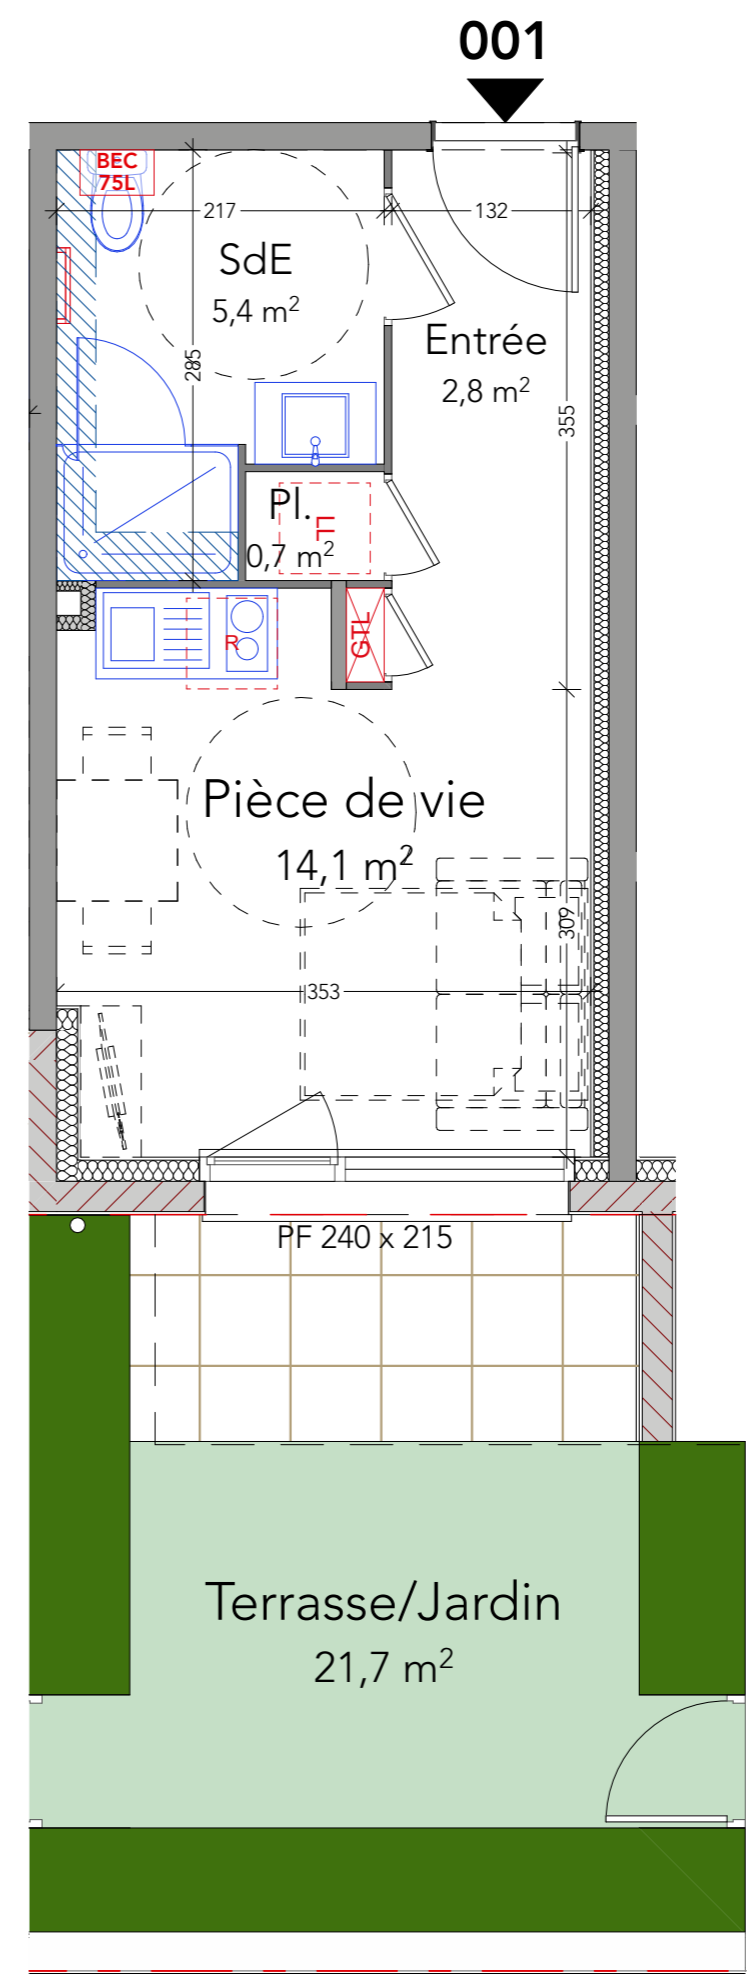 001
BEC
75L
217
132
SdE
5,4 m²
Entrée
2,8 m²
285
355
Pl.
LL
0,7 m²
R
GTL
Pièce de vie
14,1 m²
309
353
PF 240 x 215
Terrasse/Jardin
21,7 m²